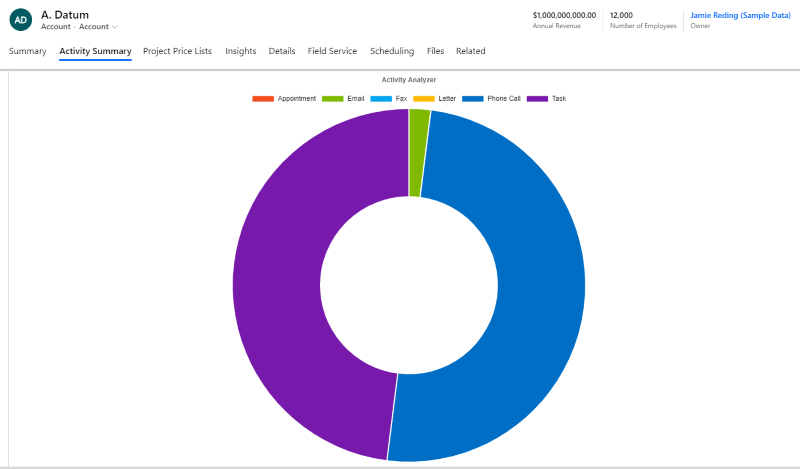 AD
A. Datum
Account · Account
$1,000,000,000.00
Annual Revenue
12,000
Number of Employees
Jamie Reding (Sample Data)
Owner
Summary Activity Summary Project Price Lists Insights Details Field Service Scheduling Files Related
Activity Analyzer
Appointment Email Fax Letter Phone Call Task